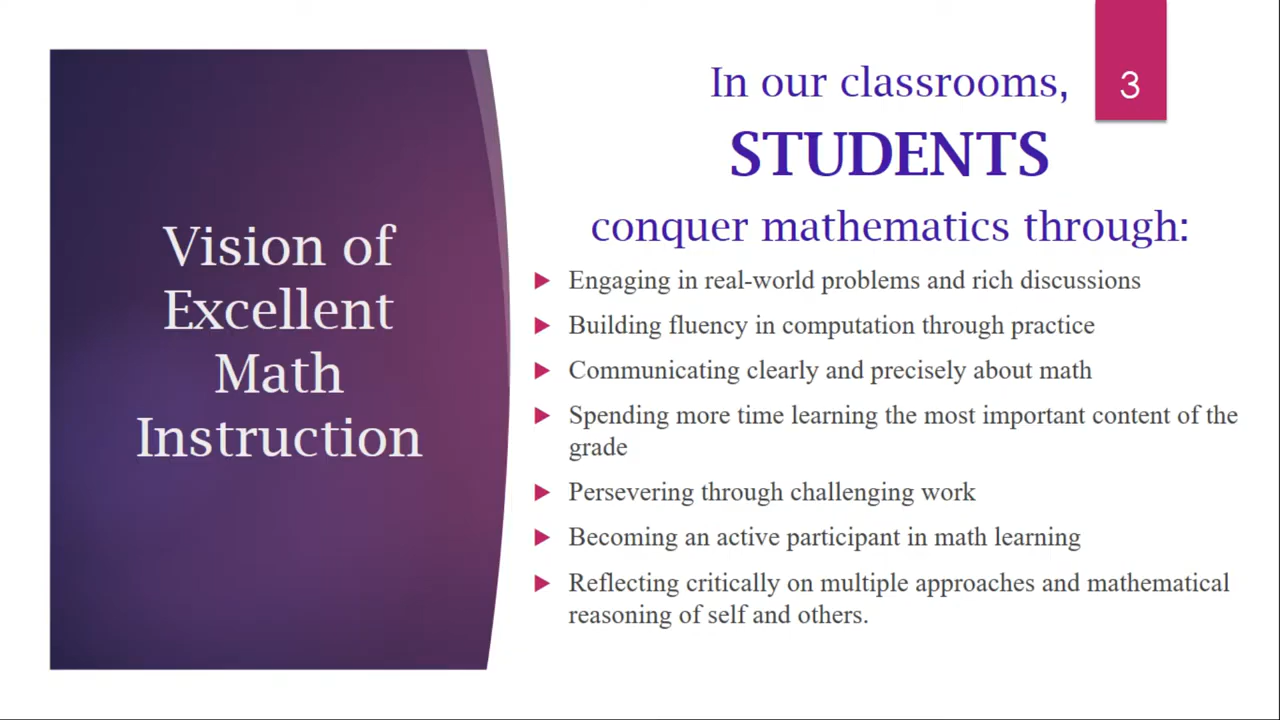 Vision of
Excellent
Math
Instruction
3
In our classrooms,
STUDENTS
conquer mathematics through:
Engaging in real-world problems and rich discussions
Building fluency in computation through practice
Communicating clearly and precisely about math
Spending more time learning the most important content of the
grade
Persevering through challenging work
Becoming an active participant in math learning
Reflecting critically on multiple approaches and mathematical
reasoning of self and others.